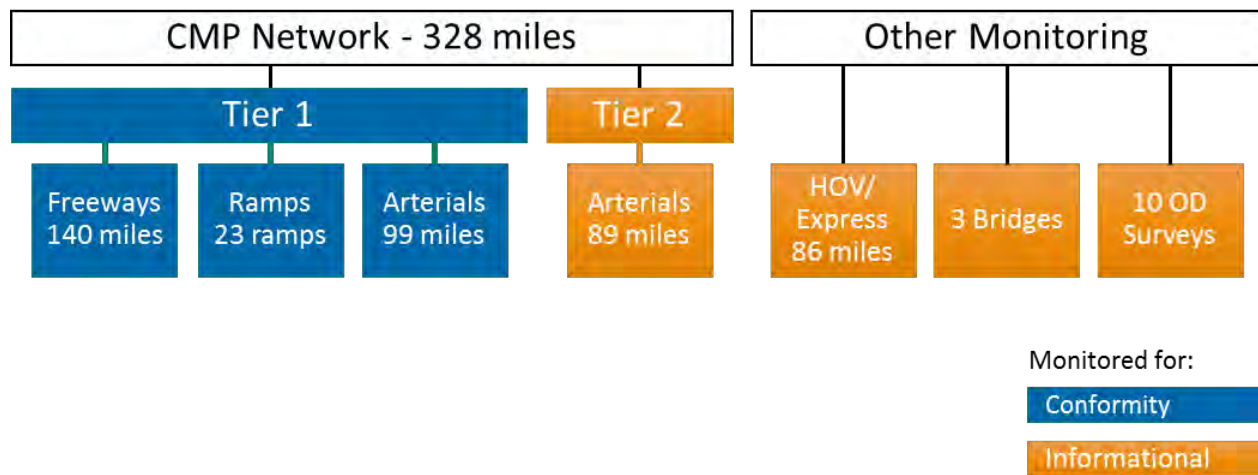 CMP Network - 328 miles
Other Monitoring
Tier 1
Tier 2
Freeways
140 miles
Ramps
23 ramps
Arterials
99 miles
Arterials
89 miles
HOV/
Express
86 miles
3 Bridges
10 OD
Surveys
Monitored for:
Conformity
Informational